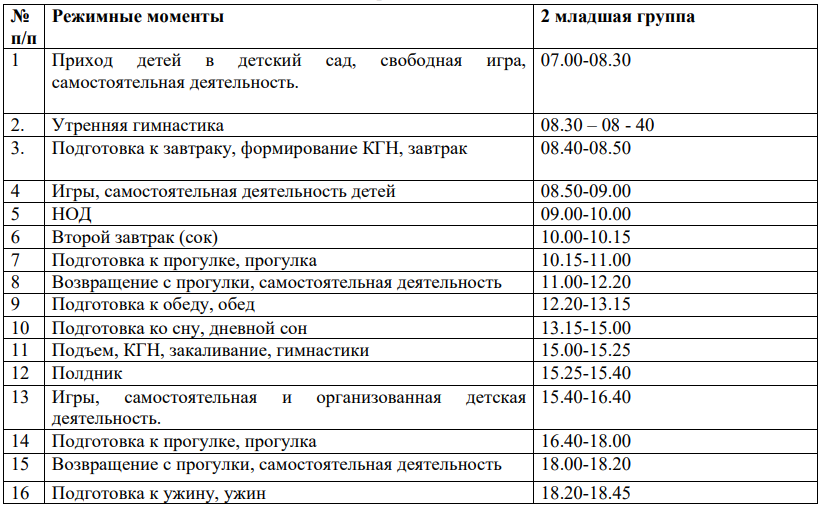 № п/п Режимные моменты 2 младшая группа
1 Приход детей в детский сад, свободная игра, 07.00-08.30
самостоятельная деятельность.
2. Утренняя гимнастика 08.30 – 08 - 40
3. Подготовка к завтраку, формирование КГН, завтрак 08.40-08.50
4 Игры, самостоятельная деятельность детей 08.50-09.00
5 НОД 09.00-10.00
6 Второй завтрак (сок) 10.00-10.15
7 Подготовка к прогулке, прогулка 10.15-11.00
8 Возвращение с прогулки, самостоятельная деятельность 11.00-12.20
9 Подготовка к обеду, обед 12.20-13.15
10 Подготовка ко сну, дневной сон 13.15-15.00
11 Подъем, КГН, закаливание, гимнастики 15.00-15.25
12 Полдник 15.25-15.40
13 Игры, самостоятельная и организованная детская 15.40-16.40
деятельность.
14 Подготовка к прогулке, прогулка 16.40-18.00
15 Возвращение с прогулки, самостоятельная деятельность 18.00-18.20
16 Подготовка к ужину, ужин 18.20-18.45